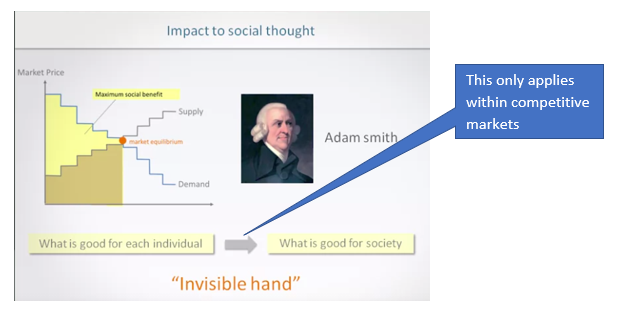 Impact to social thought
Market Price
Maximum social benefit
Supply
market equilibrium
Demand
Adam smith
This only applies
within competitive
markets
What is good for each individual
What is good for society
“Invisible hand”